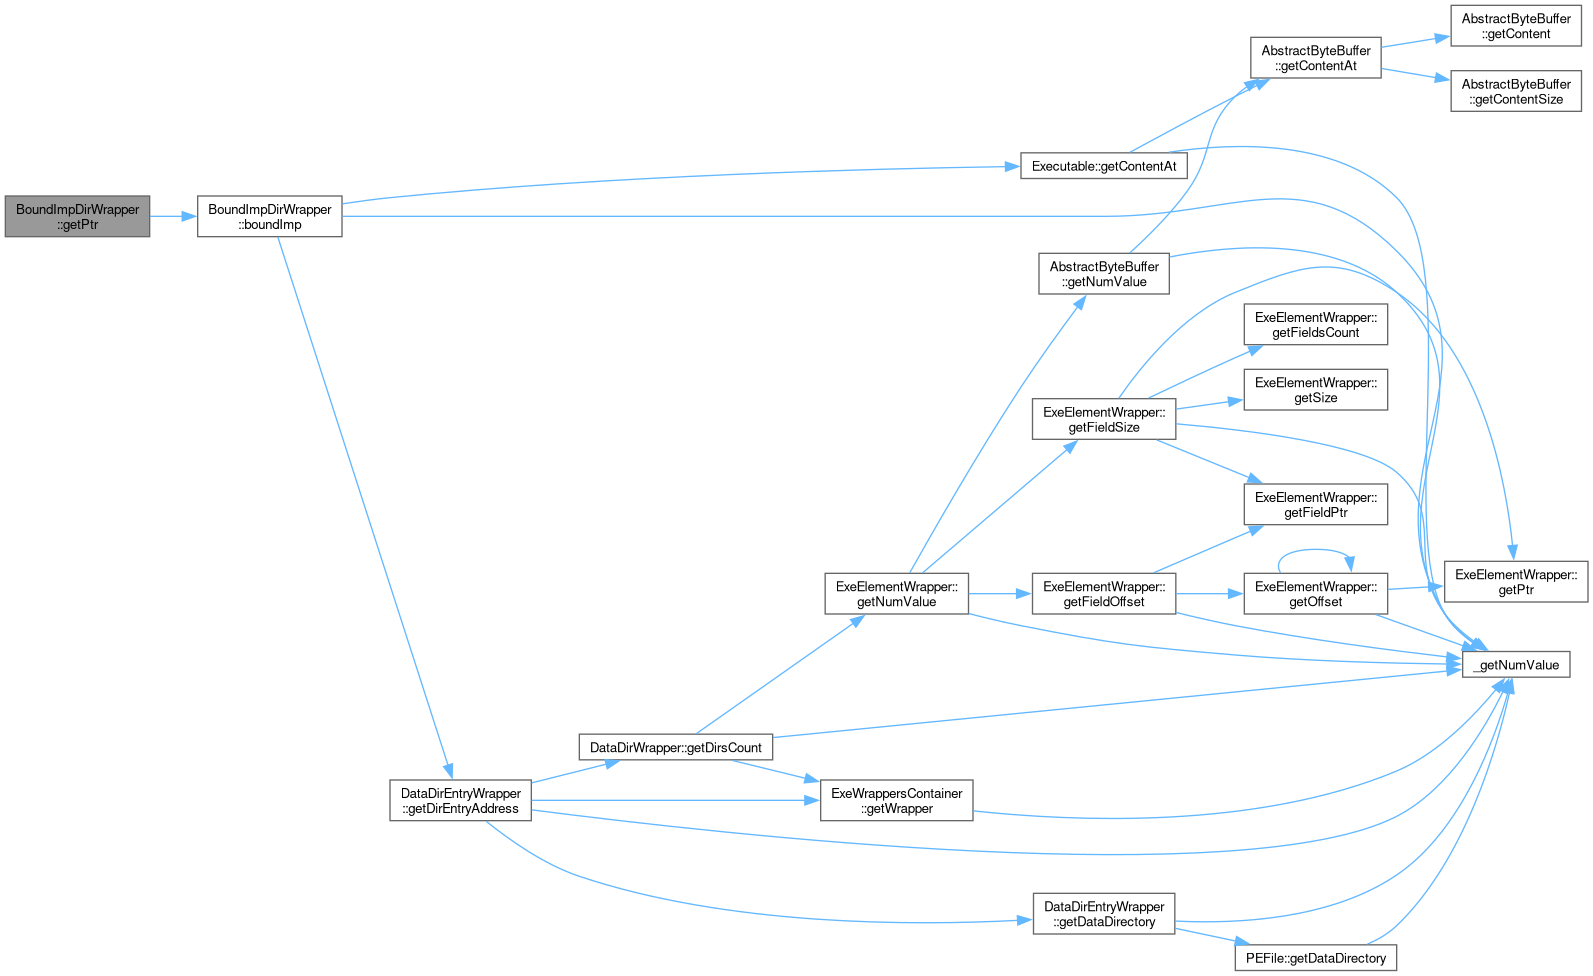 AbstractByteBuffer
::getContent
AbstractByteBuffer
::getContentAt
AbstractByteBuffer
::getContentSize
Executable::getContentAt
BoundImpDirWrapper
::getPtr
BoundImpDirWrapper
::boundImp
AbstractByteBuffer
::getNumValue
ExeElementWrapper::
getFieldsCount
ExeElementWrapper::
getSize
ExeElementWrapper::
getFieldSize
ExeElementWrapper::
getFieldPtr
ExeElementWrapper::
getNumValue
ExeElementWrapper::
getFieldOffset
ExeElementWrapper::
getOffset
ExeElementWrapper::
getPtr
_getNumValue
DataDirWrapper::getDirsCount
DataDirEntryWrapper
::getDirEntryAddress
ExeWrappersContainer
::getWrapper
DataDirEntryWrapper
::getDataDirectory
PEFile::getDataDirectory